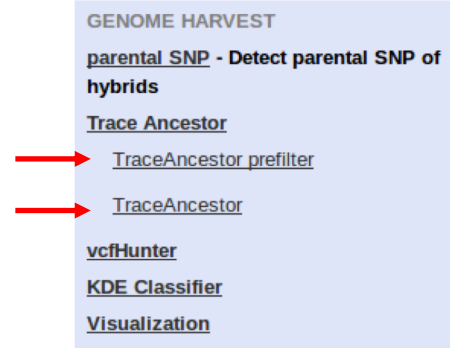 GENOME HARVEST
parental SNP - Detect parental SNP of
hybrids
Trace Ancestor
TraceAncestor prefilter
TraceAncestor
vcfHunter
KDE Classifier
Visualization